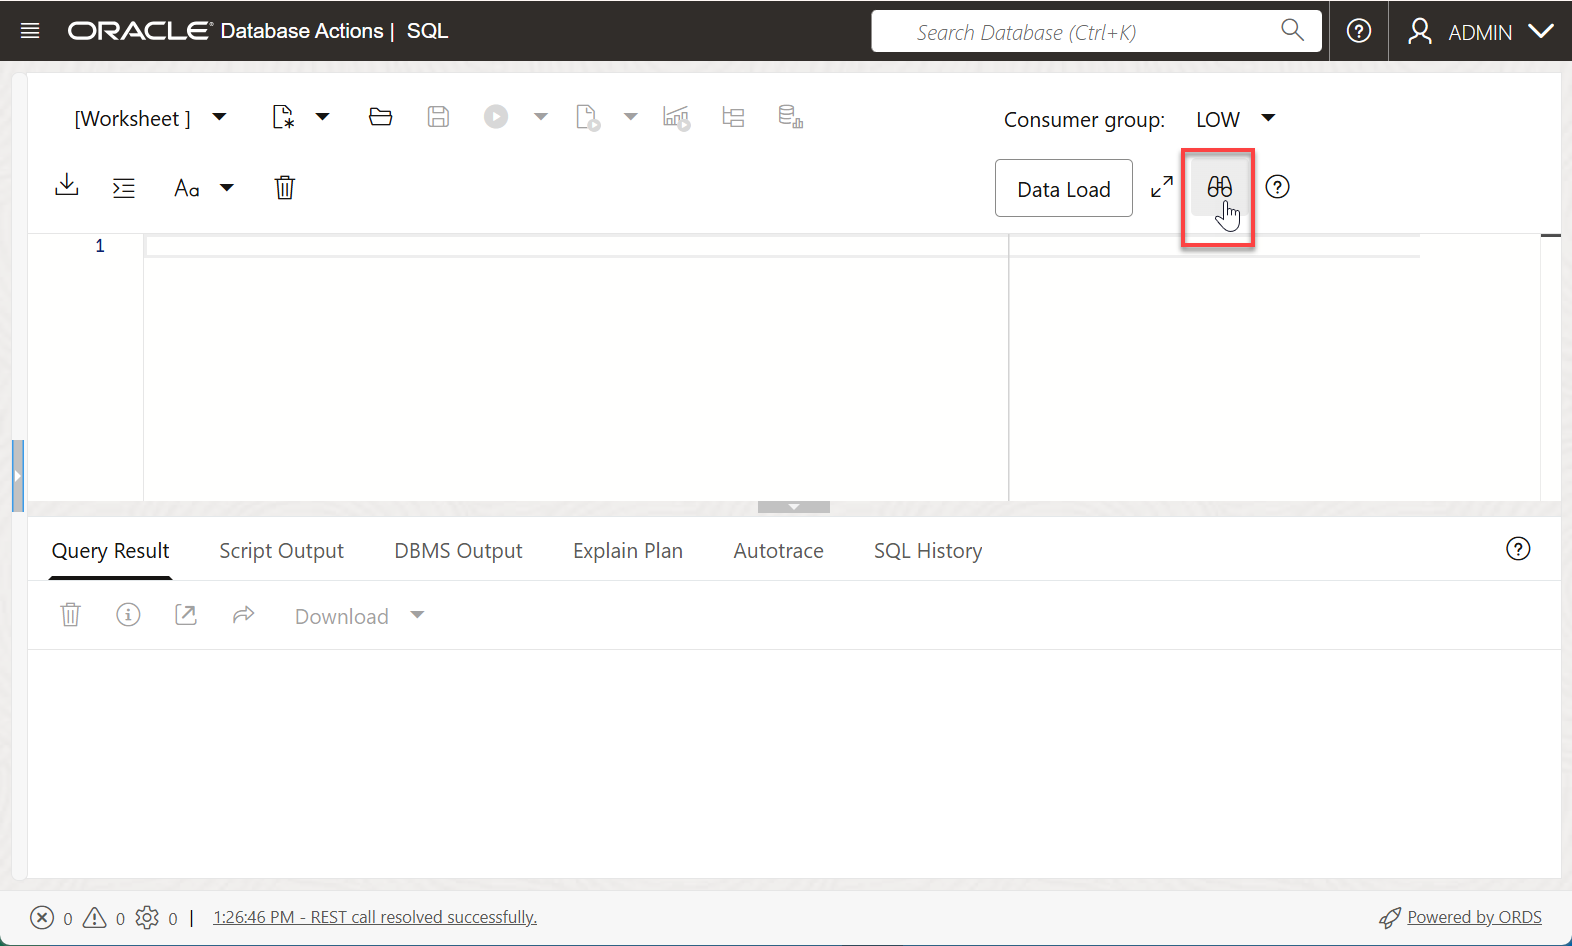 ORACLE Database Actions | SQL
Search Database (Ctrl+K)
ADMIN
[Worksheet ]
Consumer group: LOW
Aa
Data Load
1
Query Result Script Output DBMS Output Explain Plan Autotrace SQL History
Download
0 0 0 | 1:26:46 PM - REST call resolved successfully.
Powered by ORDS